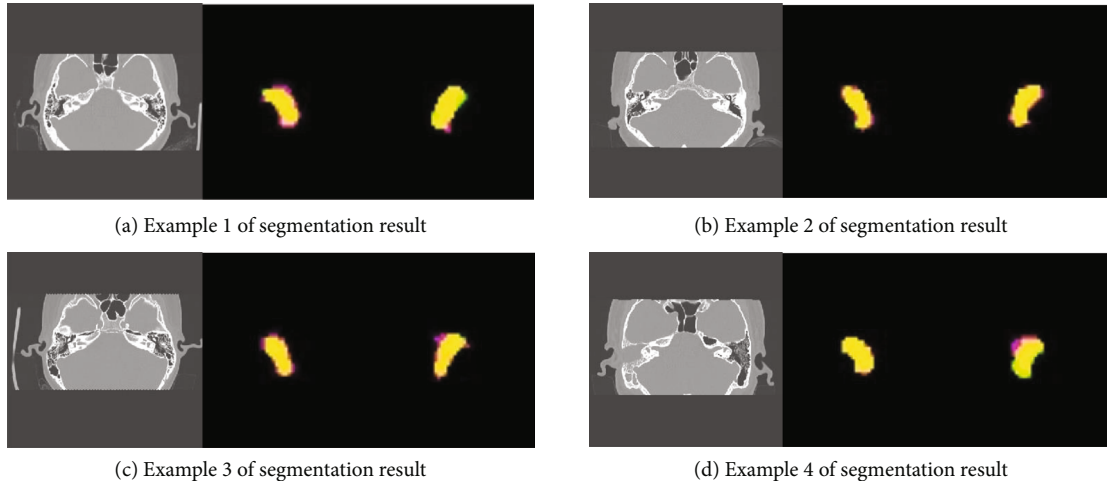 (a) Example 1 of segmentation result
(b) Example 2 of segmentation result
(c) Example 3 of segmentation result
(d) Example 4 of segmentation result